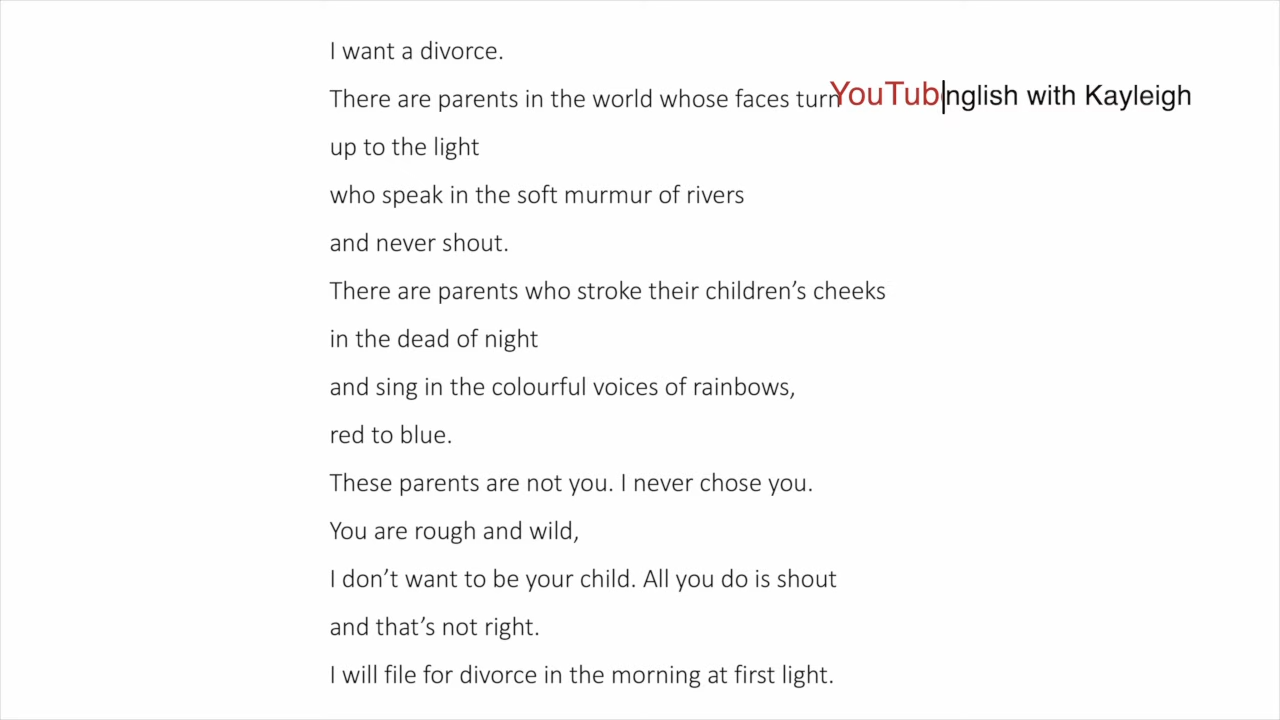 I want a divorce.
There are parents in the world whose faces turn
YouTub nglish with Kayleigh
up to the light
who speak in the soft murmur of rivers
and never shout.
There are parents who stroke their children’s cheeks
in the dead of night
and sing in the colourful voices of rainbows,
red to blue.
These parents are not you. I never chose you.
You are rough and wild,
I don’t want to be your child. All you do is shout
and that’s not right.
I will file for divorce in the morning at first light.